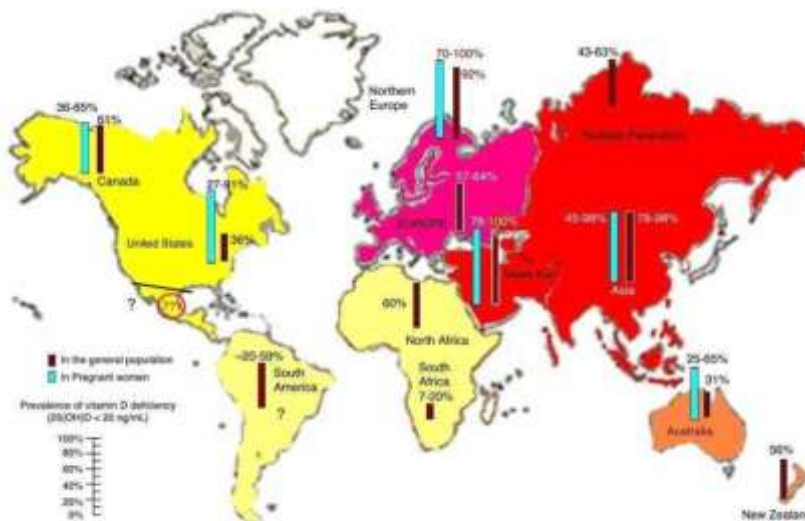 70-100%
92%
Northern
Europe
43-63%
Russian Federation
36-65%
61%
Canada
27-91%
United States
36%
57-64%
EUROPE
75-100%
Middle East
45-98%
78-98%
Asia
?
???
60%
North Africa
South
Africa
7-20%
In the general population
In Pregnant women
~20-59%
South
America
?
Prevalence of vitamin D deficiency
(25[OH]D < 20 ng/mL)
100%
80%
60%
40%
20%
0%
25-65%
31%
Australia
56%
New Zealand